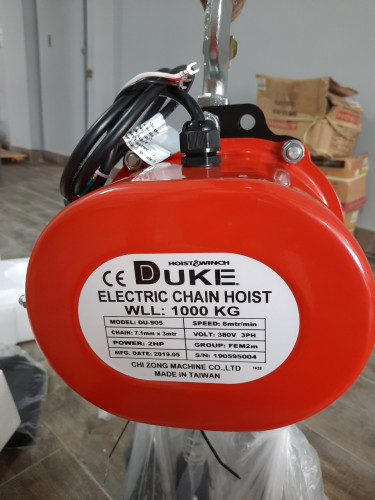 HOIST&WINCH
CE DUKE
ELECTRIC CHAIN HOIST
WLL: 1000 KG
MODEL: DU-905 SPEED: 6mtr/min
CHAIN: 7.1mm x 3mtr VOLT: 380V 3PH
POWER: 2HP GROUP: FEM2m
MFG. DATE: 2019.05 S/N: 190595004
CHI ZONG MACHINE CO.,LTD
MADE IN TAIWAN